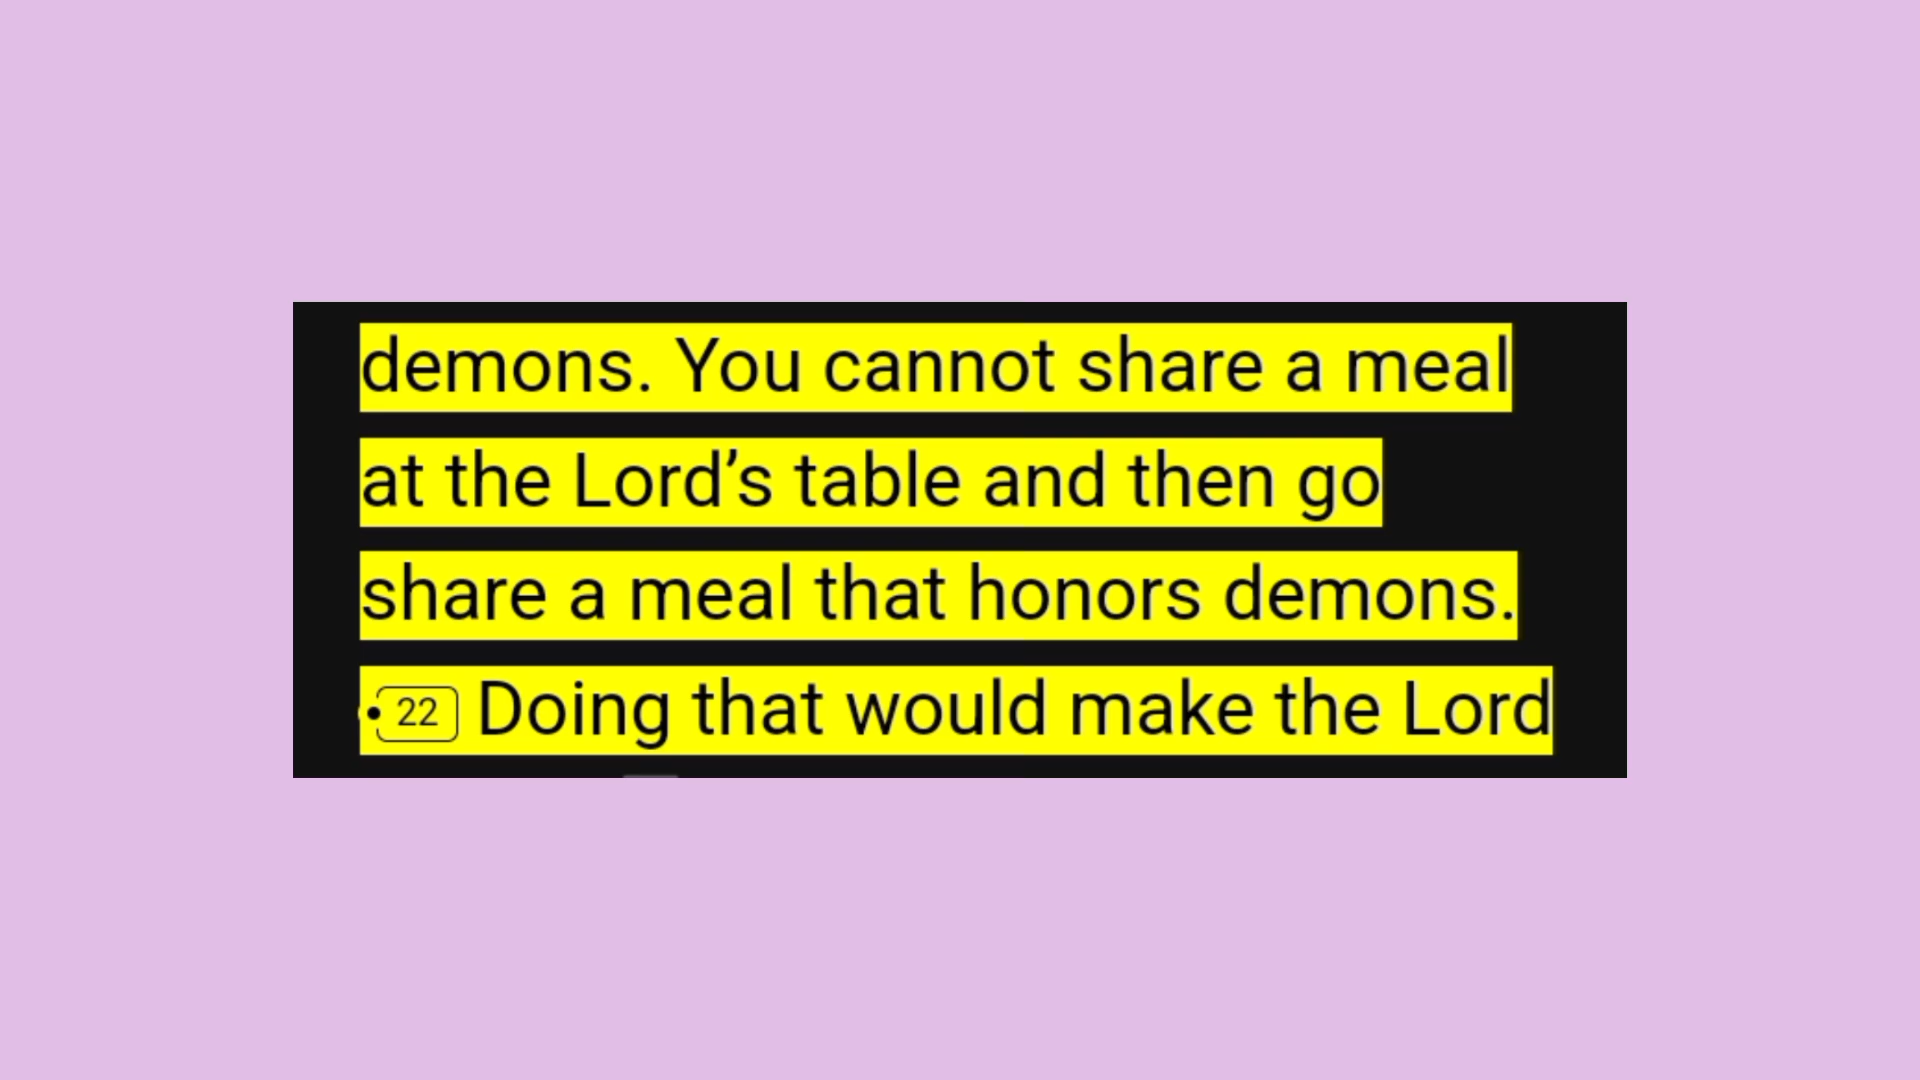 demons. You cannot share a meal
at the Lord’s table and then go
share a meal that honors demons.
•22 Doing that would make the Lord